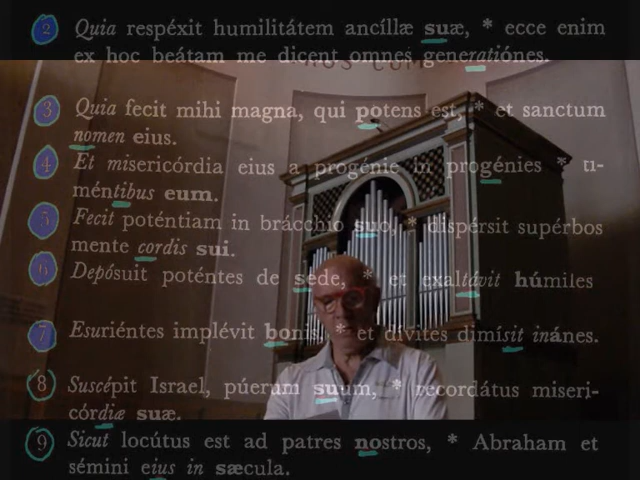 2 Quia respéxit humilitátem ancíllæ suæ, * ecce enim
ex hoc beátam me dicent omnes generatiónes.
3 Quia fecit mihi magna, qui potens est, * et sanctum
nomen eius.
4 Et misericórdia eius a progénie in progénies * ti-
méntibus eum.
5 Fecit poténtiam in brácchio suo, * dispérsit supérbos
mente cordis sui.
6 Depósuit poténtes de sede, * et exaltávit húmiles
7 Esuriéntes implévit bonis, * et dívites dimísit inánes.
8 Suscépit Israel, púerum suum, * recordátus miseri-
córdiæ suæ.
9 Sicut locútus est ad patres nostros, * Abraham et
sémini eius in sæcula.